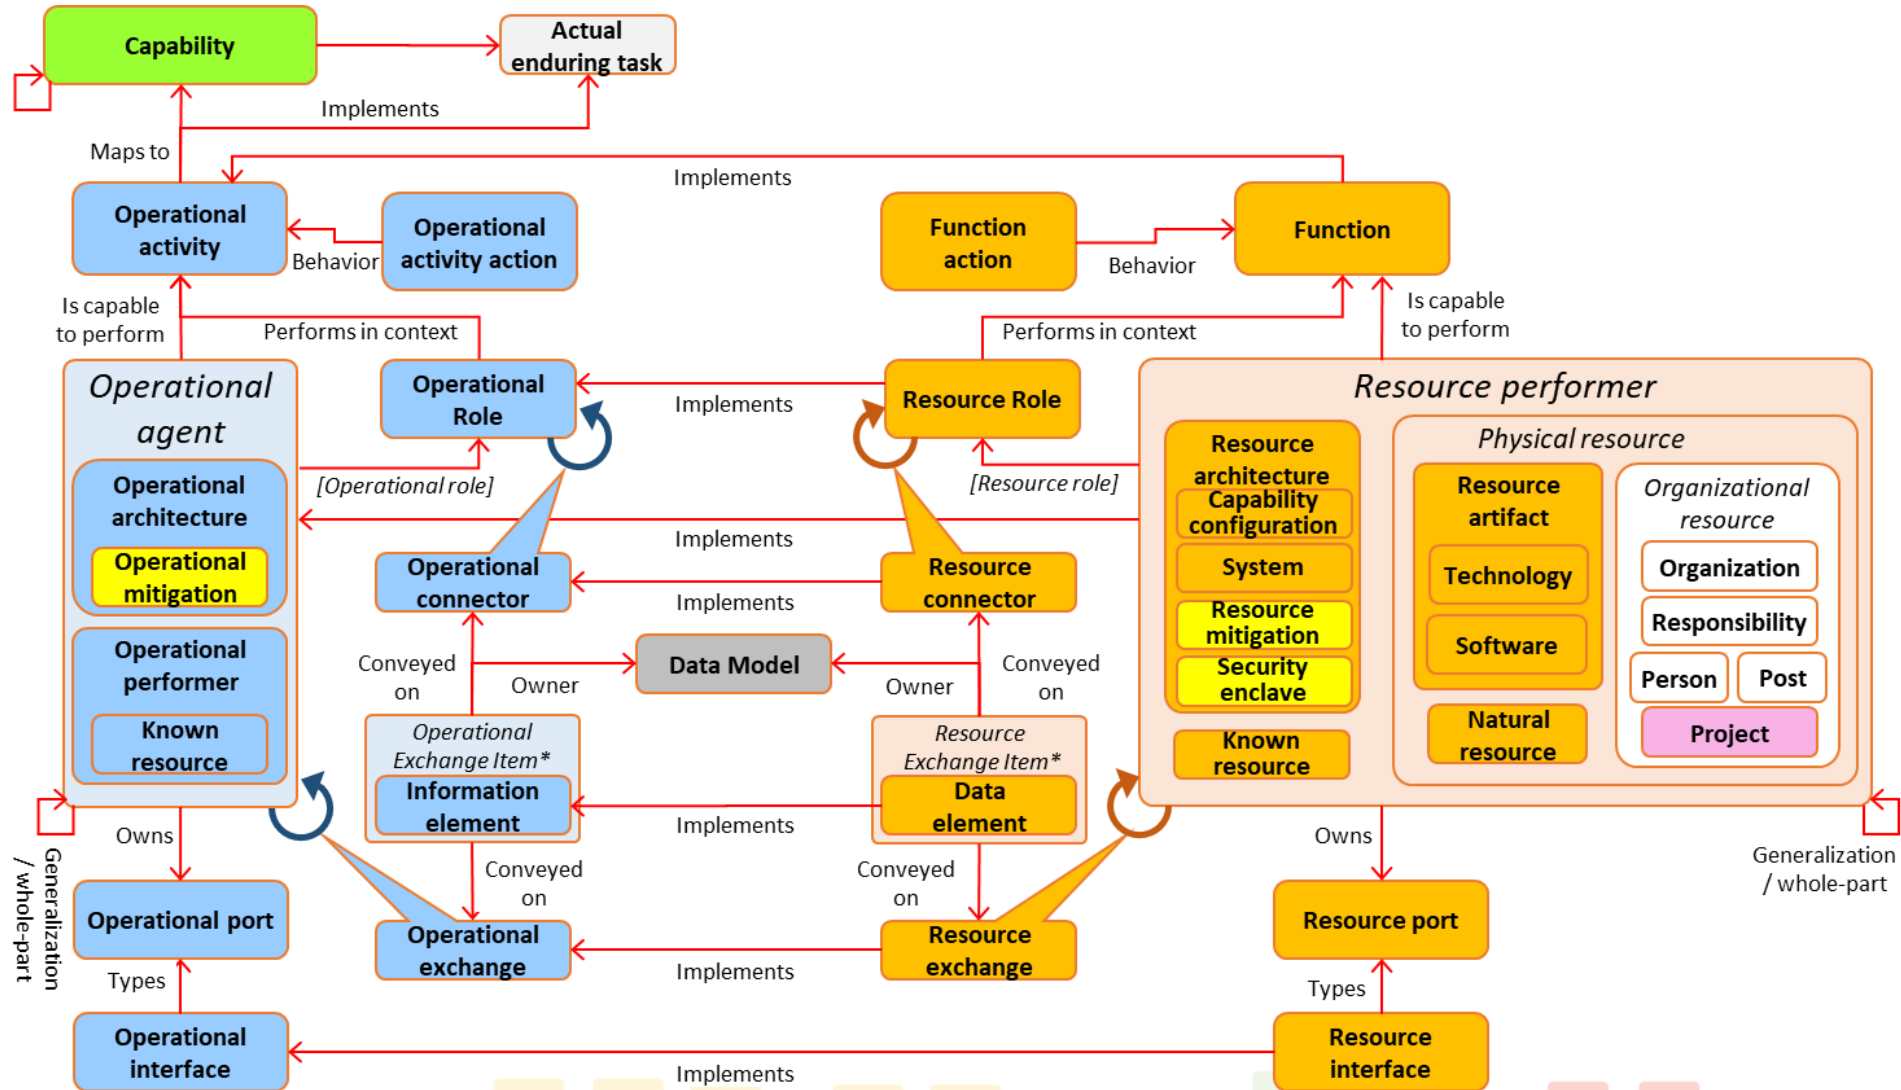 Capability
Actual
enduring task
Implements
Maps to
Implements
Operational
activity
Behavior
Operational
activity action
Function
action
Behavior
Function
Is capable
to perform
Performs in context
Performs in context
Is capable
to perform
Operational
agent
Operational
Role
Implements
Resource Role
Resource performer
Operational
architecture
Operational
mitigation
Operational
performer
Known
resource
[Operational role]
[Resource role]
Implements
Operational
connector
Implements
Resource
connector
Conveyed
on
Owner
Data Model
Owner
Conveyed
on
Operational
Exchange Item*
Information
element
Implements
Resource
Exchange Item*
Data
element
Conveyed
on
Conveyed
on
Operational
exchange
Implements
Resource
exchange
Resource
architecture
Capability
configuration
System
Resource
mitigation
Security
enclave
Known
resource
Physical resource
Resource
artifact
Technology
Software
Natural
resource
Organizational
resource
Organization
Responsibility
Person
Post
Project
Generalization
/ whole-part
Owns
Operational port
Types
Operational
interface
Implements
Owns
Resource port
Types
Resource
interface
Generalization
/ whole-part